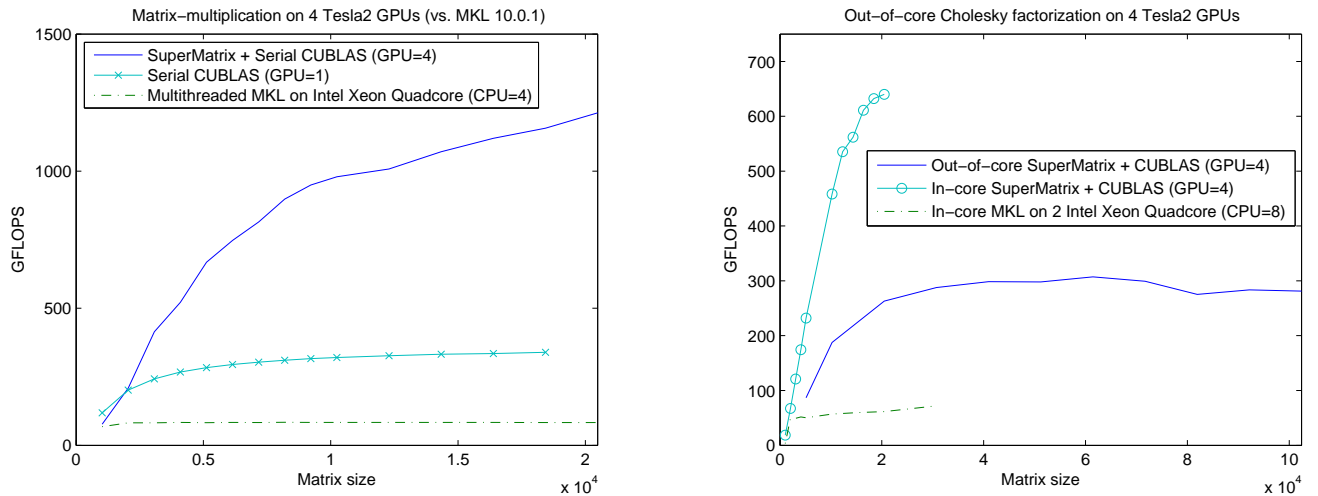 Matrix−multiplication on 4 Tesla2 GPUs (vs. MKL 10.0.1)
1500
1000
500
0
GFLOPS
SuperMatrix + Serial CUBLAS (GPU=4)
Serial CUBLAS (GPU=1)
Multithreaded MKL on Intel Xeon Quadcore (CPU=4)
0 0.5 1 1.5 2
x 10^4
Matrix size
Out−of−core Cholesky factorization on 4 Tesla2 GPUs
700
600
500
400
300
200
100
0
GFLOPS
Out−of−core SuperMatrix + CUBLAS (GPU=4)
In−core SuperMatrix + CUBLAS (GPU=4)
In−core MKL on 2 Intel Xeon Quadcore (CPU=8)
0 2 4 6 8 10
x 10^4
Matrix size